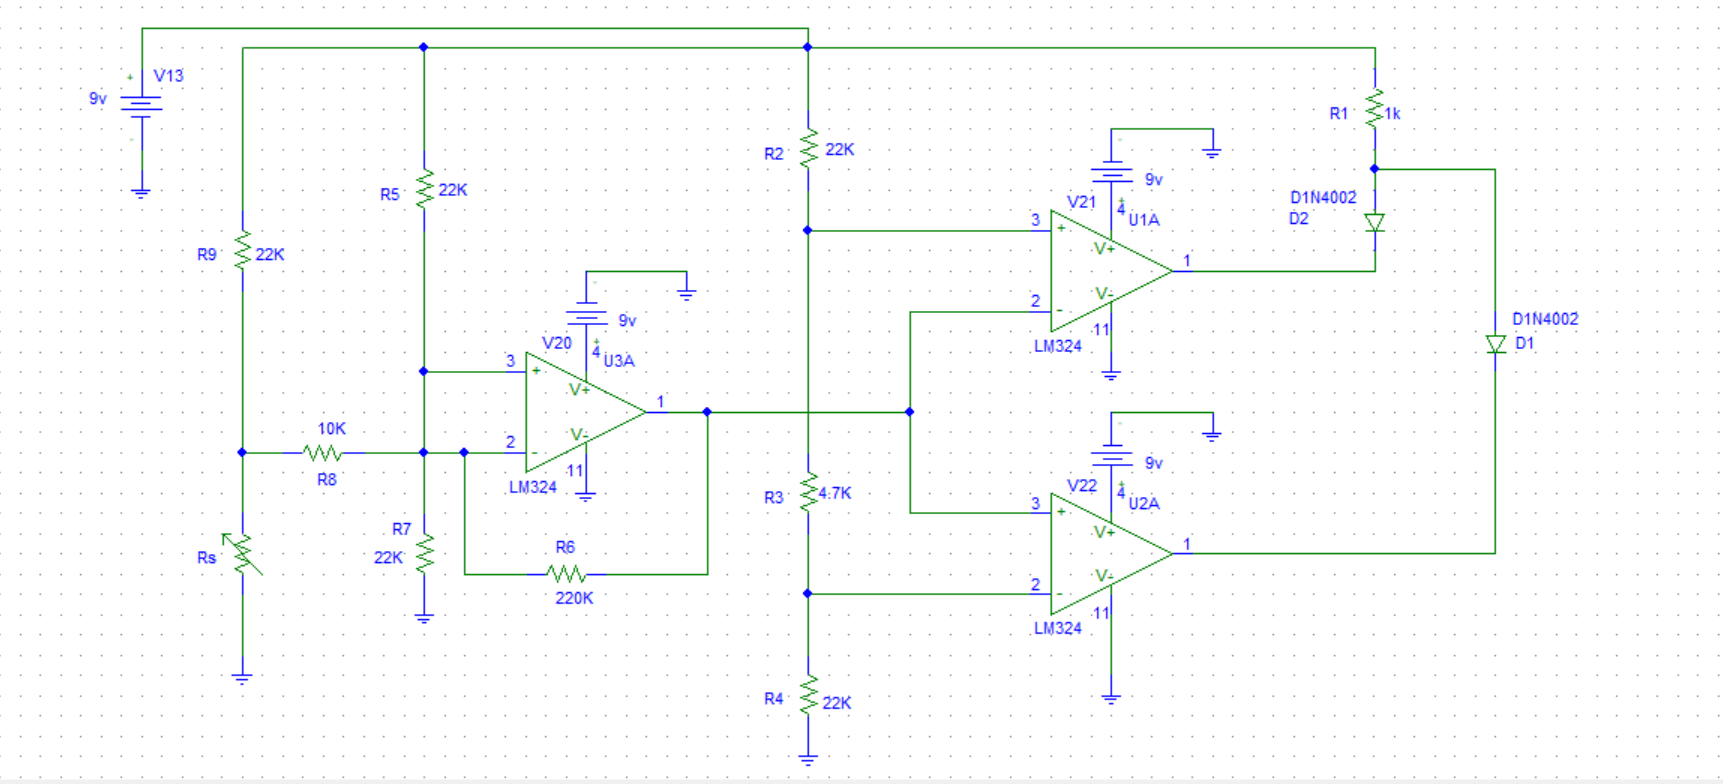 +
V13
9v
-
R9
22K
R5
22K
R2
22K
R1
1k
-
9v
V21
+
4
U1A
3
+
V+
1
2
-
V-
11
LM324
D1N4002
D2
D1N4002
D1
-
9v
V20
+
4
U3A
3
+
V+
1
2
-
V-
11
LM324
10K
R8
Rs
R7
22K
R6
220K
R3
4.7K
-
9v
V22
+
4
U2A
3
+
V+
1
2
-
V-
11
LM324
R4
22K